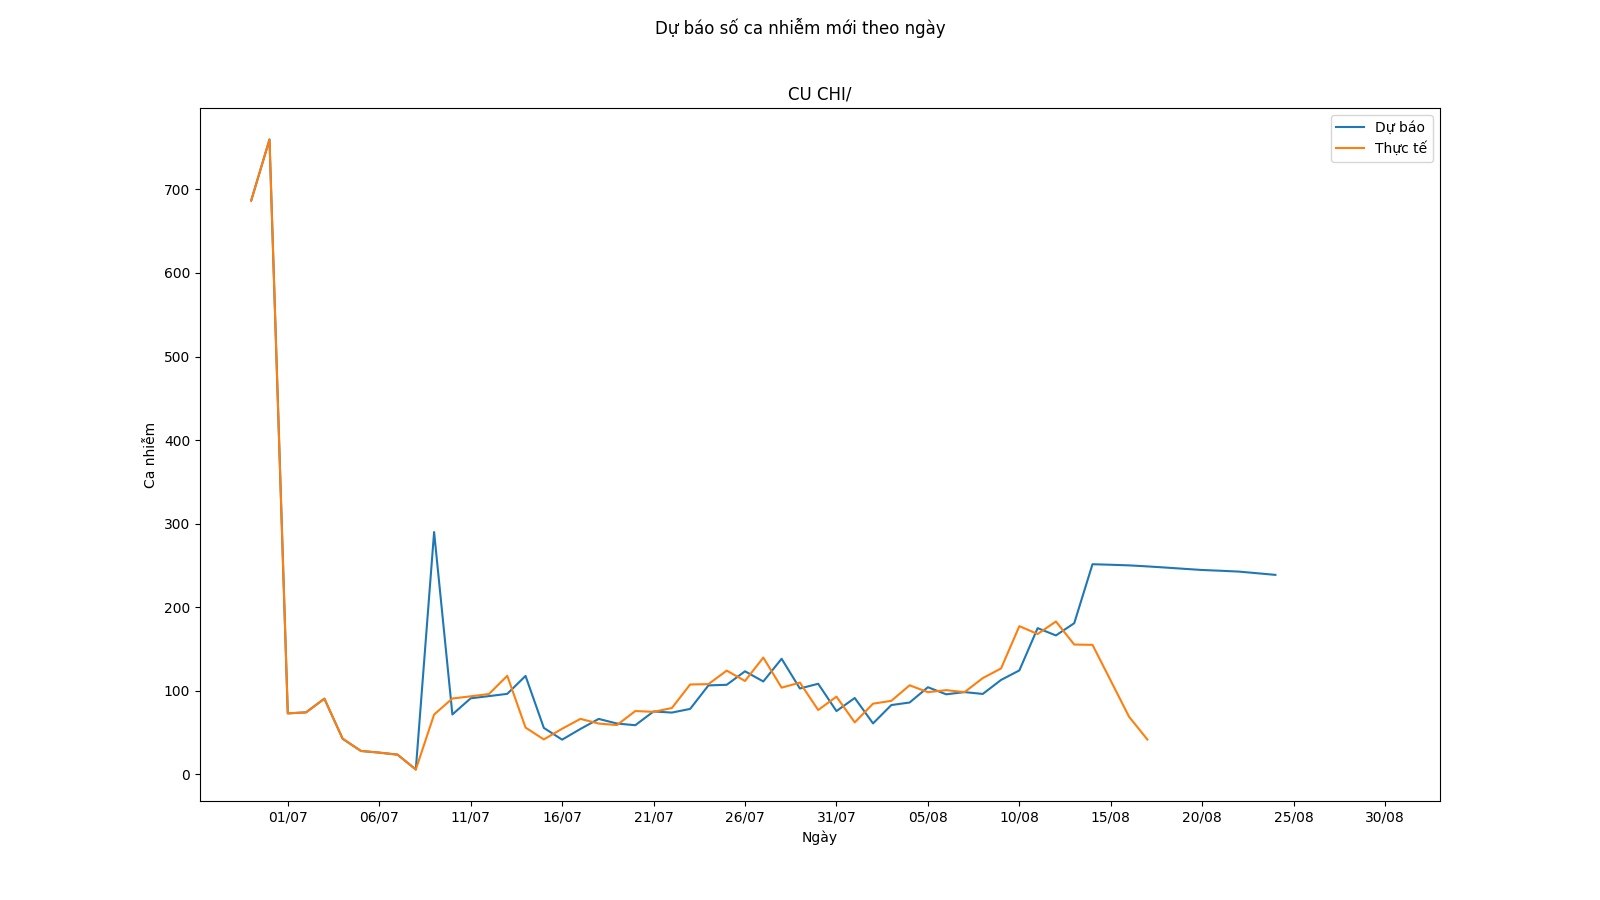 Dự báo số ca nhiễm mới theo ngày
CU CHI/
Dự báo
Thực tế
Ca nhiễm
700
600
500
400
300
200
100
0
01/07 06/07 11/07 16/07 21/07 26/07 31/07 05/08 10/08 15/08 20/08 25/08 30/08
Ngày